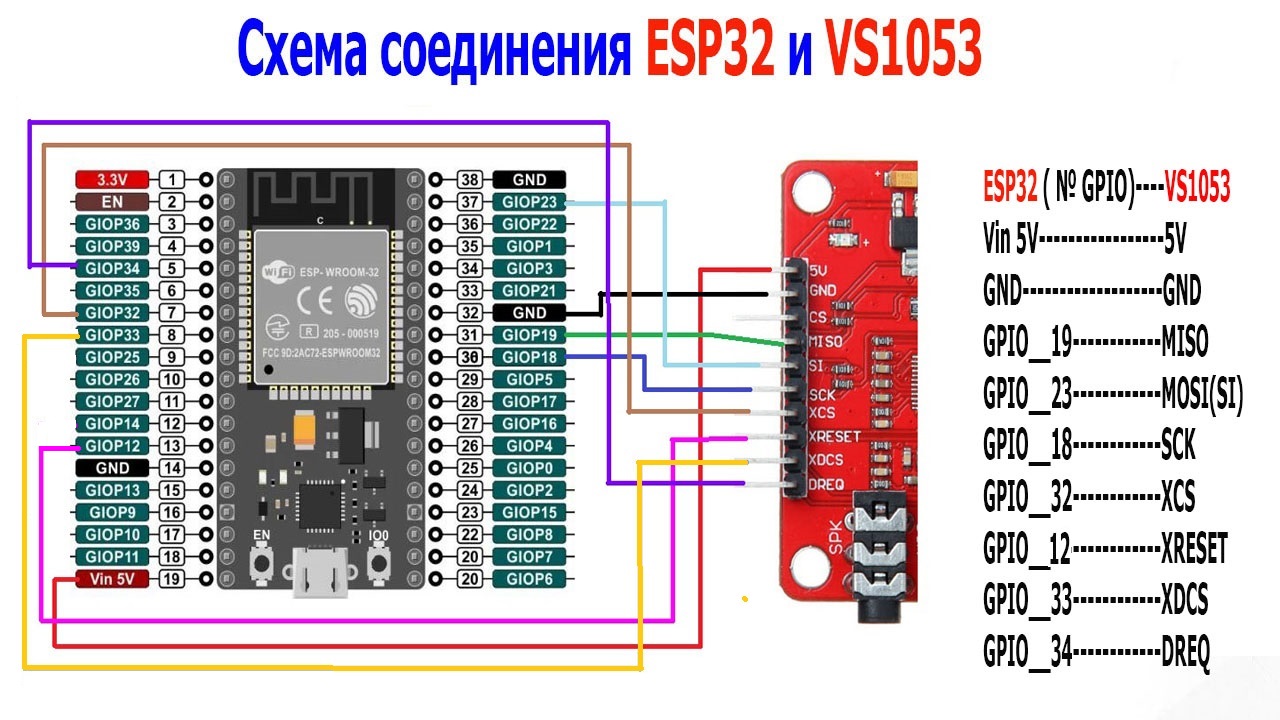 Схема соединения ESP32 и VS1053
3.3V 1
EN 2
GIOP36 3
GIOP39 4
GIOP34 5
GIOP35 6
GIOP32 7
GIOP33 8
GIOP25 9
GIOP26 10
GIOP27 11
GIOP14 12
GIOP12 13
GND 14
GIOP13 15
GIOP9 16
GIOP10 17
GIOP11 18
Vin 5V 19
C
WiFi ESP-WROOM-32
CE
R 205-000519
FCC 9D:2AC72-ESPWROOM32
EN
IO0
38 GND
37 GIOP23
36 GIOP22
35 GIOP1
34 GIOP3
33 GIOP21
32 GND
31 GIOP19
30 GIOP18
29 GIOP5
28 GIOP17
27 GIOP16
26 GIOP4
25 GIOP0
24 GIOP2
23 GIOP15
22 GIOP8
20 GIOP7
20 GIOP6
5V
GND
CS
MISO
SI
SCK
XCS
XRESET
XDCS
DREQ
SPK
+
+
ESP32 ( № GPIO)----VS1053
Vin 5V-----------------5V
GND-------------------GND
GPIO__19------------MISO
GPIO__23------------MOSI(SI)
GPIO__18------------SCK
GPIO__32------------XCS
GPIO__12------------XRESET
GPIO__33------------XDCS
GPIO__34------------DREQ